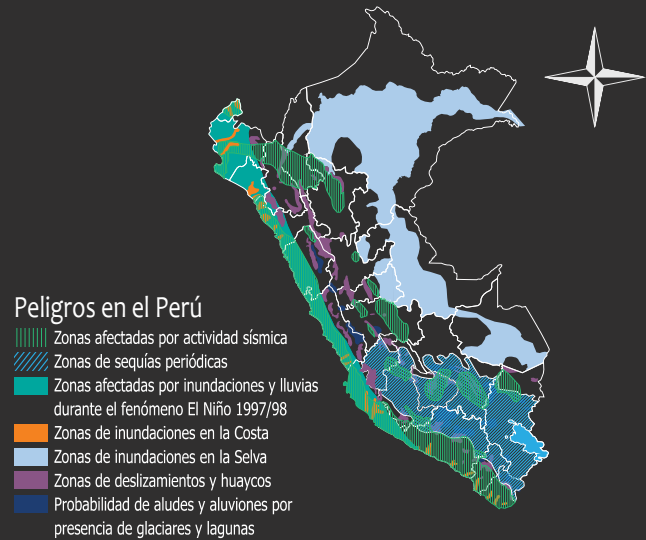 Peligros en el Perú
Zonas afectadas por actividad sísmica
Zonas de sequías periódicas
Zonas afectadas por inundaciones y lluvias
durante el fenómeno El Niño 1997/98
Zonas de inundaciones en la Costa
Zonas de inundaciones en la Selva
Zonas de deslizamientos y huaycos
Probabilidad de aludes y aluviones por
presencia de glaciares y lagunas